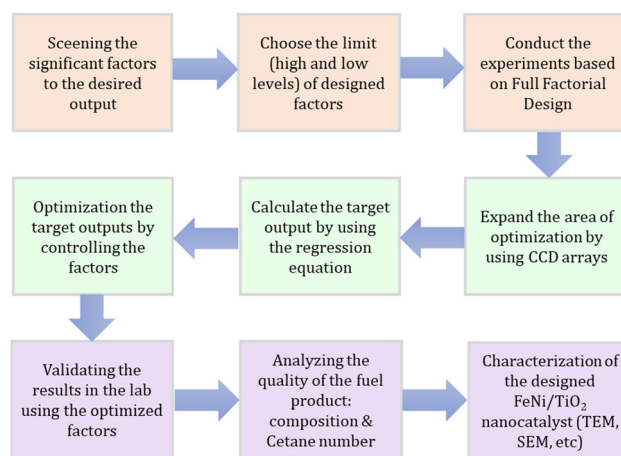 Sceening the
significant factors
to the desired
output
Choose the limit
(high and low
levels) of designed
factors
Conduct the
experiments based
on Full Factorial
Design
Expand the area of
optimization by
using CCD arrays
Calculate the target
output by using
the regression
equation
Optimization the
target outputs by
controlling the
factors
Validating the
results in the lab
using the optimized
factors
Analyzing the
quality of the fuel
product:
composition &
Cetane number
Characterization of
the designed
FeNi/TiO₂
nanocatalyst (TEM,
SEM, etc)